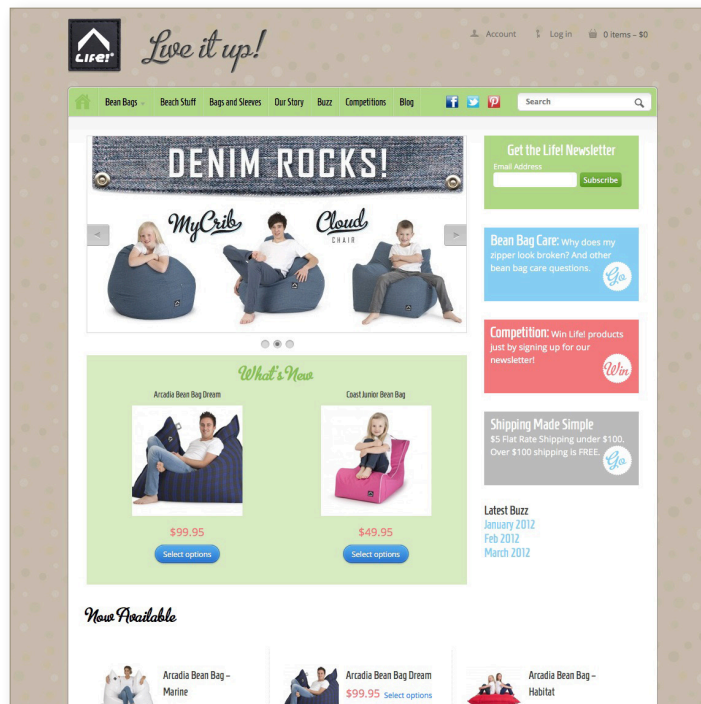 LIFE!
Live it up!
Account
Log in
0 items – $0
Bean Bags
Beach Stuff
Bags and Sleeves
Our Story
Buzz
Competitions
Blog
Search
DENIM ROCKS!
MyCrib
Cloud
CHAIR
Get the Life! Newsletter
Email Address
Subscribe
Bean Bag Care: Why does my
zipper look broken? And other
bean bag care questions.
Go
Competition: Win Life! products
just by signing up for our
newsletter!
Win
Shipping Made Simple
$5 Flat Rate Shipping under $100.
Over $100 shipping is FREE.
Go
Latest Buzz
January 2012
Feb 2012
March 2012
What's New
Arcadia Bean Bag Dream
$99.95
Select options
Coast Junior Bean Bag
$49.95
Select options
Now Available
Arcadia Bean Bag –
Marine
Arcadia Bean Bag Dream
$99.95 Select options
Arcadia Bean Bag –
Habitat